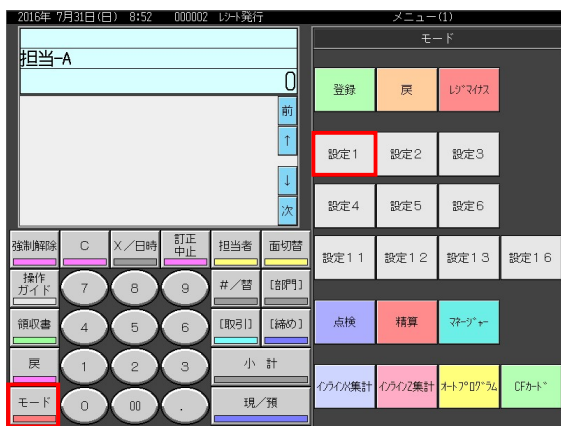 2016年 7月31日(日) 8:52 000002 ﾚｼｰﾄ発行 メニュー(1)
担当-A
0
前
↑
↓
次
モード
登録 戻 ﾚｼﾞﾏｲﾅｽ
設定1 設定2 設定3
設定4 設定5 設定6
設定11 設定12 設定13 設定16
点検 精算 ﾏﾈｰｼﾞｬｰ
ｲﾝﾗｲﾝX集計 ｲﾝﾗｲﾝZ集計 ｵｰﾄﾌﾟﾛｸﾞﾗﾑ CFｶｰﾄﾞ
強制解除 C X／日時 訂正
中止 担当者 面切替
操作
ガイド 7 8 9 #／替 [部門]
領収書 4 5 6 [取引] [締め]
戻 1 2 3 小 計
モード 0 00 . 現／預